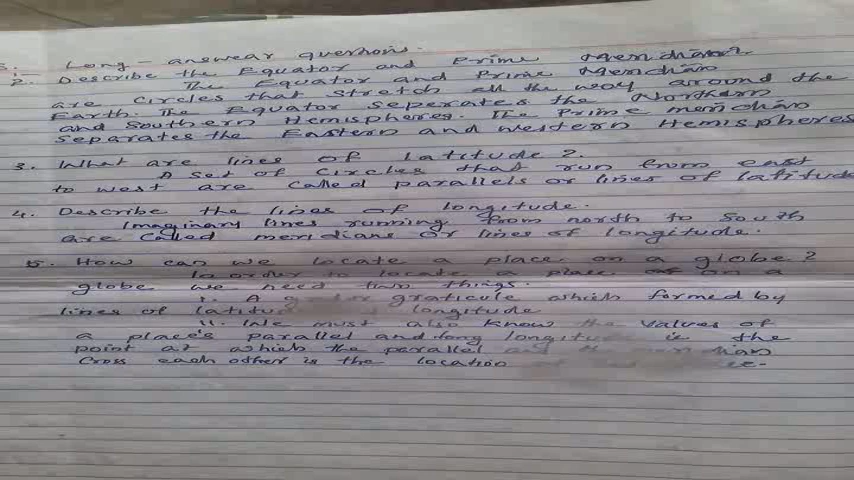 Long - answear questions.
2. Describe the Equator and Prime Meridian?
The Equator and Prime Meridian
are circles that stretch all the way around the
Earth. The Equator seperates the Northern
and Southern Hemispheres. The Prime meridian
separates the Eastern and western Hemispheres
3. What are lines of latitude?
A set of circles that run from east
to west are called parallels or lines of latitude
4. Describe the lines of longitude.
Imaginary lines running from north to south
are called meridians or lines of longitude.
5. How can we locate a place on a globe?
In order to locate a place on a
globe we need two things.
i. A graticule which formed by
lines of longitude
ii. We must also know the values of
a place's parallel and long longitude is the
point at which the parallel
cross each other is the location